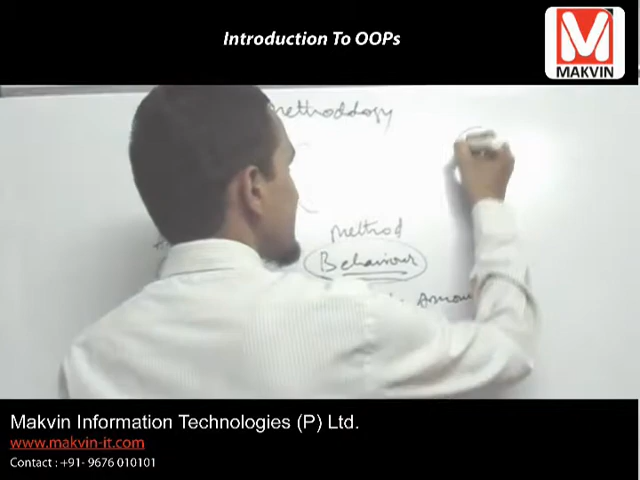 Introduction To OOPs
MAKVIN
Methodology
Method
Behaviour
Makvin Information Technologies (P) Ltd.
www.makvin-it.com
Contact : +91- 9676 010101